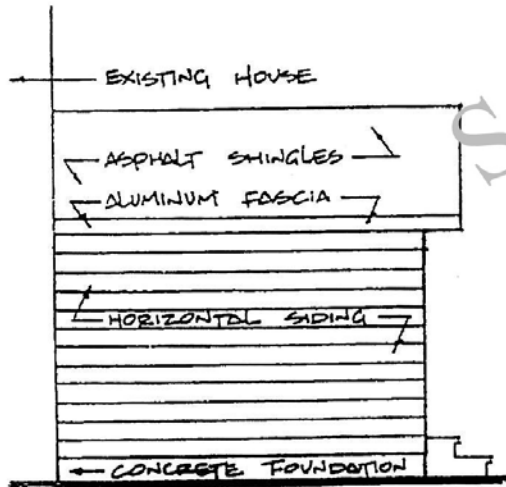 EXISTING HOUSE
ASPHALT SHINGLES
ALUMINUM FASCIA
HORIZONTAL SIDING
CONCRETE FOUNDATION